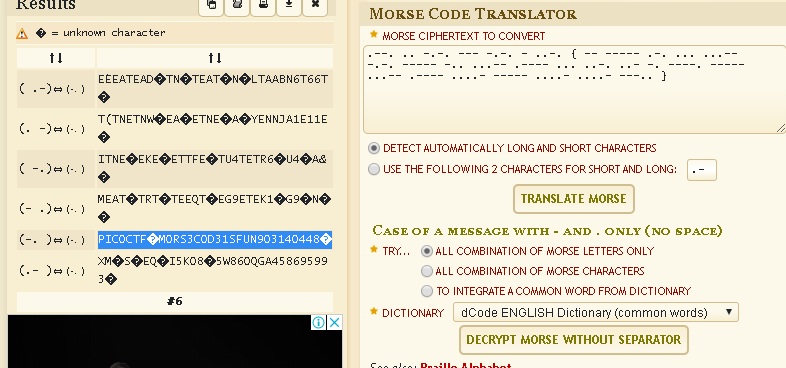 Results
� = unknown character
↑↓ ↑↓
( .-)⇔(-. ) EEEATEAD�TN�TEAT�N�LTAABN6T66T
�
(. -)⇔(-. ) T(TNETNW�EA�ETNE�A�YENNJA1E11E
�
( -.)⇔(-. ) ITNE�EKE�ETTFE�TU4TETR6�U4�A&
�
(- .)⇔(-. ) MEAT�TRT�TEEQT�EG9ETEK1�G9�N�
�
(-. )⇔(-. ) PICOCTF�M0RS3C0D31SFUN903140448�
(.- )⇔(-. ) XM�S�EQ�I5K08�5W860QGA45869599
3�
#6
Morse Code Translator
MORSE CIPHERTEXT TO CONVERT
.--. .. -.-. --- -.-. - ..-. { -- ----- .-. ... ...--
-.-. ----- -.. ...-- .---- ... ..-. ..- -. ----. -----
...-- .---- ....- ----- ....- ....- ---.. }
DETECT AUTOMATICALLY LONG AND SHORT CHARACTERS
USE THE FOLLOWING 2 CHARACTERS FOR SHORT AND LONG: .-
TRANSLATE MORSE
Case of a message with - and . only (no space)
TRY... ALL COMBINATION OF MORSE LETTERS ONLY
ALL COMBINATION OF MORSE CHARACTERS
TO INTEGRATE A COMMON WORD FROM DICTIONARY
DICTIONARY dCode ENGLISH Dictionary (common words)
DECRYPT MORSE WITHOUT SEPARATOR
See also: Braille Alphabet